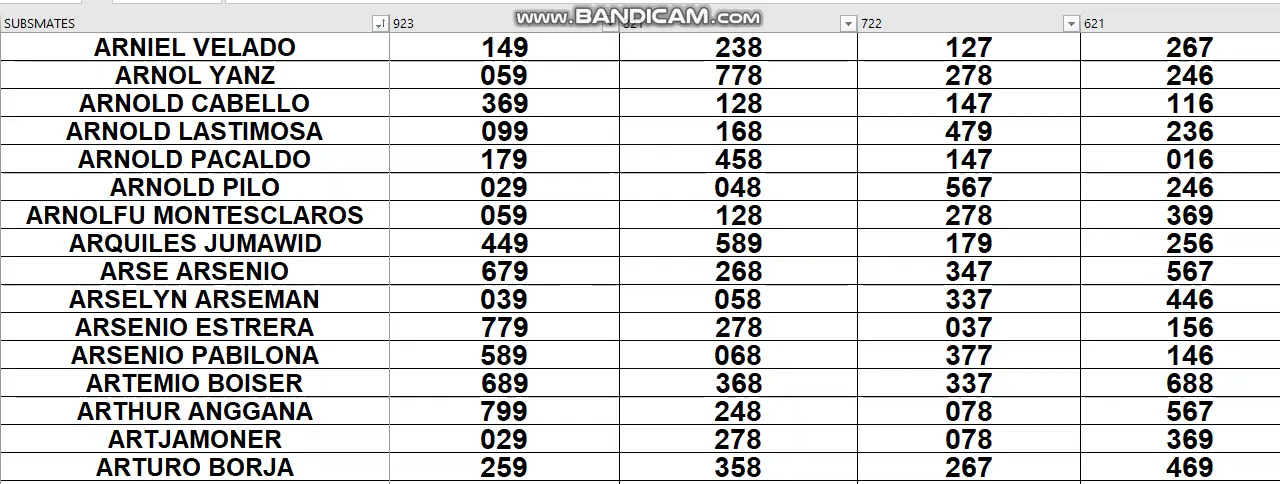 www.BANDICAM.com
SUBSMATES 923 821 722 621
ARNIEL VELADO 149 238 127 267
ARNOL YANZ 059 778 278 246
ARNOLD CABELLO 369 128 147 116
ARNOLD LASTIMOSA 099 168 479 236
ARNOLD PACALDO 179 458 147 016
ARNOLD PILO 029 048 567 246
ARNOLFU MONTESCLAROS 059 128 278 369
ARQUILES JUMAWID 449 589 179 256
ARSE ARSENIO 679 268 347 567
ARSELYN ARSEMAN 039 058 337 446
ARSENIO ESTRERA 779 278 037 156
ARSENIO PABILONA 589 068 377 146
ARTEMIO BOISER 689 368 337 688
ARTHUR ANGGANA 799 248 078 567
ARTJAMONER 029 278 078 369
ARTURO BORJA 259 358 267 469